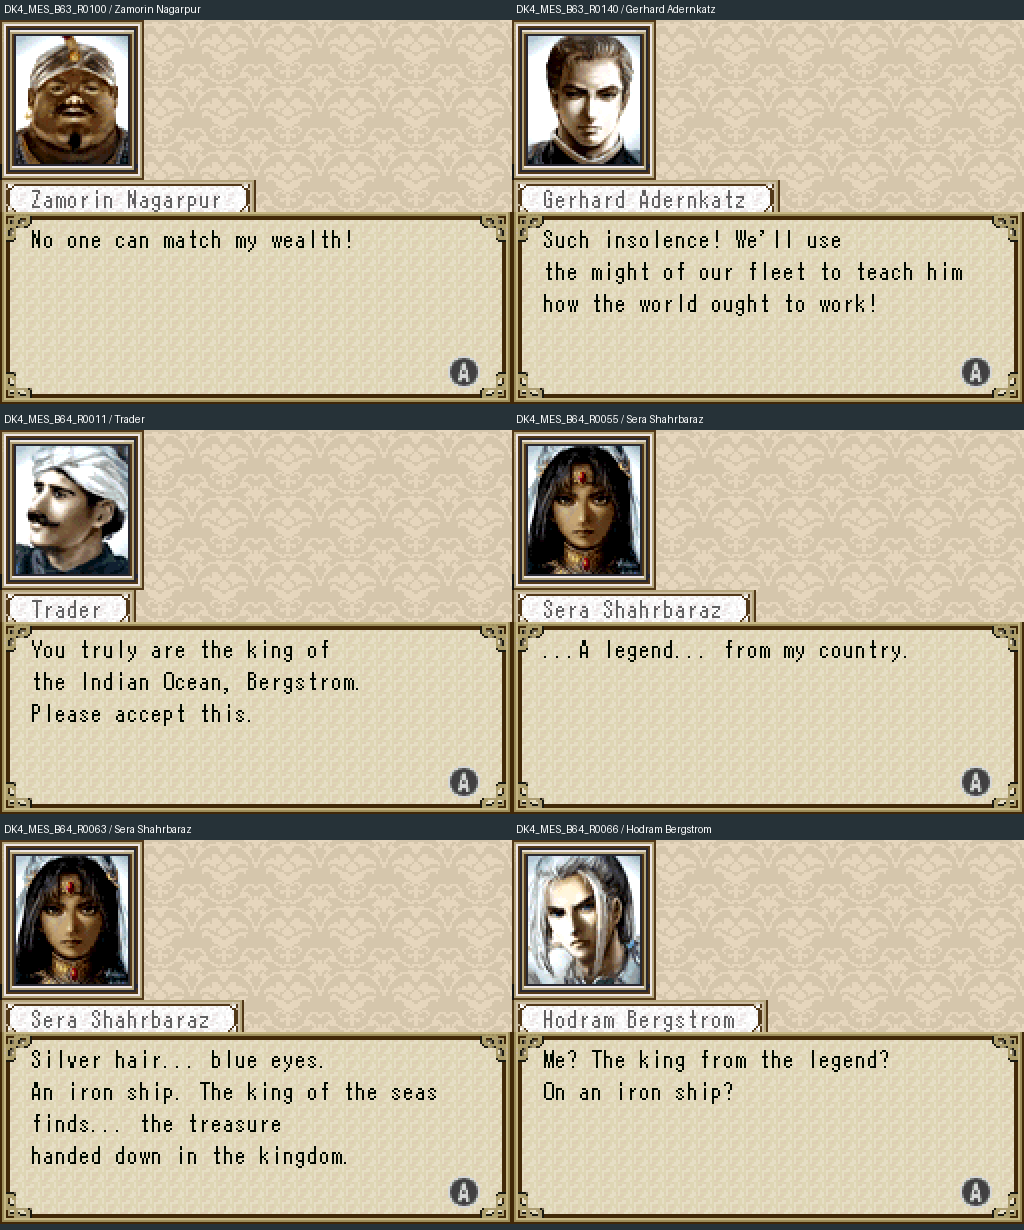 DK4_MES_B63_R0100 / Zamorin Nagarpur
Zamorin Nagarpur
No one can match my wealth!
A
DK4_MES_B63_R0140 / Gerhard Adernkatz
Gerhard Adernkatz
Such insolence! We'll use
the might of our fleet to teach him
how the world ought to work!
A
DK4_MES_B64_R0011 / Trader
Trader
You truly are the king of
the Indian Ocean, Bergstrom.
Please accept this.
A
DK4_MES_B64_R0055 / Sera Shahrbaraz
Sera Shahrbaraz
...A legend... from my country.
A
DK4_MES_B64_R0063 / Sera Shahrbaraz
Sera Shahrbaraz
Silver hair... blue eyes.
An iron ship. The king of the seas
finds... the treasure
handed down in the kingdom.
A
DK4_MES_B64_R0066 / Hodram Bergstrom
Hodram Bergstrom
Me? The king from the legend?
On an iron ship?
A